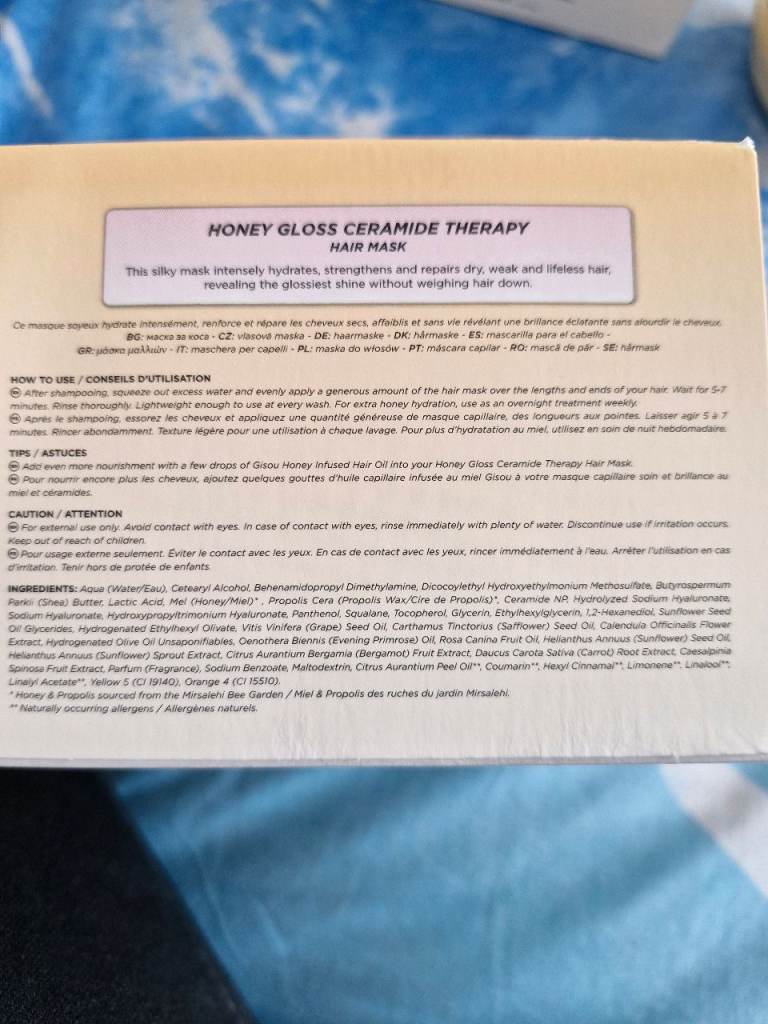 HONEY GLOSS CERAMIDE THERAPY
HAIR MASK
This silky mask intensely hydrates, strengthens and repairs dry, weak and lifeless hair,
revealing the glossiest shine without weighing hair down.
Ce masque soyeux hydrate intensément, renforce et répare les cheveux secs, affaiblis et sans vie révélant une brillance éclatante sans alourdir le cheveux.
BG: маска за коса - CZ: vlasová maska - DE: haarmaske - DK: hårmaske - ES: mascarilla para el cabello -
GR: μάσκα μαλλιών - IT: maschera per capelli - PL: maska do włosów - PT: máscara capilar - RO: mască de păr - SE: hårmask
HOW TO USE / CONSEILS D'UTILISATION
After shampooing, squeeze out excess water and evenly apply a generous amount of the hair mask over the lengths and ends of your hair. Wait for 5-7
minutes. Rinse thoroughly. Lightweight enough to use at every wash. For extra honey hydration, use as an overnight treatment weekly.
Après le shampoing, essorez les cheveux et appliquez une quantité généreuse de masque capillaire, des longueurs aux pointes. Laisser agir 5 à 7
minutes. Rincer abondamment. Texture légère pour une utilisation à chaque lavage. Pour plus d'hydratation au miel, utilisez en soin de nuit hebdomadaire.
TIPS / ASTUCES
Add even more nourishment with a few drops of Gisou Honey Infused Hair Oil into your Honey Gloss Ceramide Therapy Hair Mask.
Pour nourrir encore plus les cheveux, ajoutez quelques gouttes d'huile capillaire infusée au miel Gisou à votre masque capillaire soin et brillance au
miel et céramides.
CAUTION / ATTENTION
For external use only. Avoid contact with eyes. In case of contact with eyes, rinse immediately with plenty of water. Discontinue use if irritation occurs.
Keep out of reach of children.
Pour usage externe seulement. Éviter le contact avec les yeux. En cas de contact avec les yeux, rincer immédiatement à l'eau. Arrêter l'utilisation en cas
d'irritation. Tenir hors de protée de enfants.
INGREDIENTS: Aqua (Water/Eau), Cetearyl Alcohol, Behenamidopropyl Dimethylamine, Dicocoylethyl Hydroxyethylmonium Methosulfate, Butyrospermum
Parkii (Shea) Butter, Lactic Acid, Mel (Honey/Miel)* , Propolis Cera (Propolis Wax/Cire de Propolis)*, Ceramide NP, Hydrolyzed Sodium Hyaluronate,
Sodium Hyaluronate, Hydroxypropyltrimonium Hyaluronate, Panthenol, Squalane, Tocopherol, Glycerin, Ethylhexylglycerin, 1,2-Hexanediol, Sunflower Seed
Oil Glycerides, Hydrogenated Ethylhexyl Olivate, Vitis Vinifera (Grape) Seed Oil, Carthamus Tinctorius (Safflower) Seed Oil, Calendula Officinalis Flower
Extract, Hydrogenated Olive Oil Unsaponifiables, Oenothera Biennis (Evening Primrose) Oil, Rosa Canina Fruit Oil, Helianthus Annuus (Sunflower) Seed Oil,
Helianthus Annuus (Sunflower) Sprout Extract, Citrus Aurantium Bergamia (Bergamot) Fruit Extract, Daucus Carota Sativa (Carrot) Root Extract, Caesalpinia
Spinosa Fruit Extract, Parfum (Fragrance), Sodium Benzoate, Maltodextrin, Citrus Aurantium Peel Oil**, Coumarin**, Hexyl Cinnamal**, Limonene**, Linalool**,
Linalyl Acetate**, Yellow 5 (CI 19140), Orange 4 (CI 15510).
* Honey & Propolis sourced from the Mirsalehi Bee Garden / Miel & Propolis des ruches du jardin Mirsalehi.
** Naturally occurring allergens / Allergènes naturels.